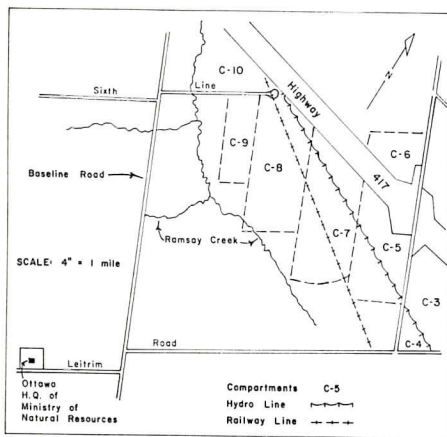 C-10
Sixth Line
Highway
417
N
C-9
C-8
C-6
Baseline Road
C-7
C-5
Ramsay Creek
SCALE: 4" = 1 mile
C-3
C-4
Leitrim Road
Ottawa
H.Q. of
Ministry of
Natural Resources
Compartments C-5
Hydro Line
Railway Line